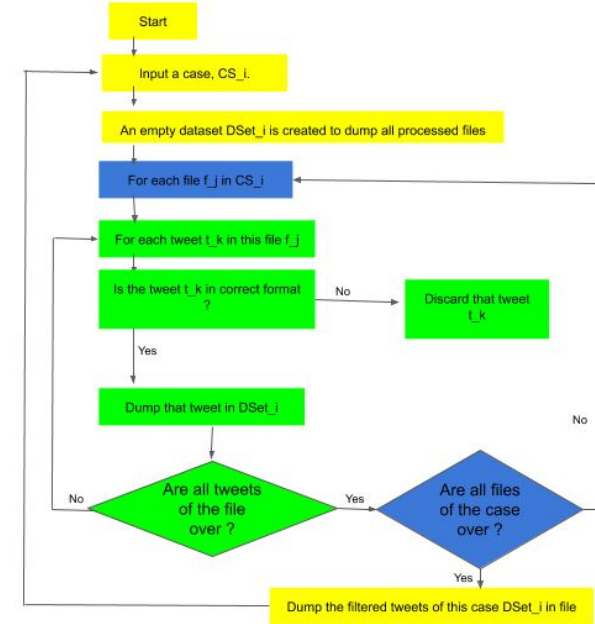 Start
Input a case, CS_i.
An empty dataset DSet_i is created to dump all processed files
For each file f_j in CS_i
For each tweet t_k in this file f_j
Is the tweet t_k in correct format
?
No
Discard that tweet
t_k
Yes
Dump that tweet in DSet_i
No
Are all tweets
of the file
over ?
Yes
Are all files
of the case
over ?
No
Yes
Dump the filtered tweets of this case DSet_i in file